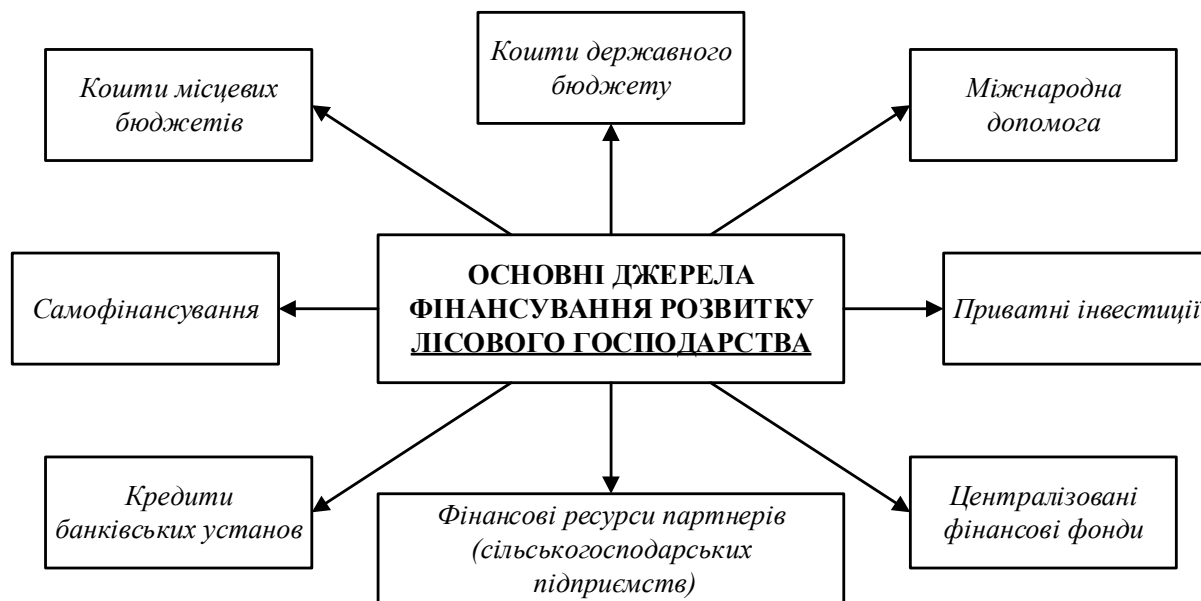 Кошти державного
бюджету
Кошти місцевих
бюджетів
Міжнародна
допомога
ОСНОВНІ ДЖЕРЕЛА
ФІНАНСУВАННЯ РОЗВИТКУ
ЛІСОВОГО ГОСПОДАРСТВА
Самофінансування
Приватні інвестиції
Кредити
банківських установ
Фінансові ресурси партнерів
(сільськогосподарських
підприємств)
Централізовані
фінансові фонди